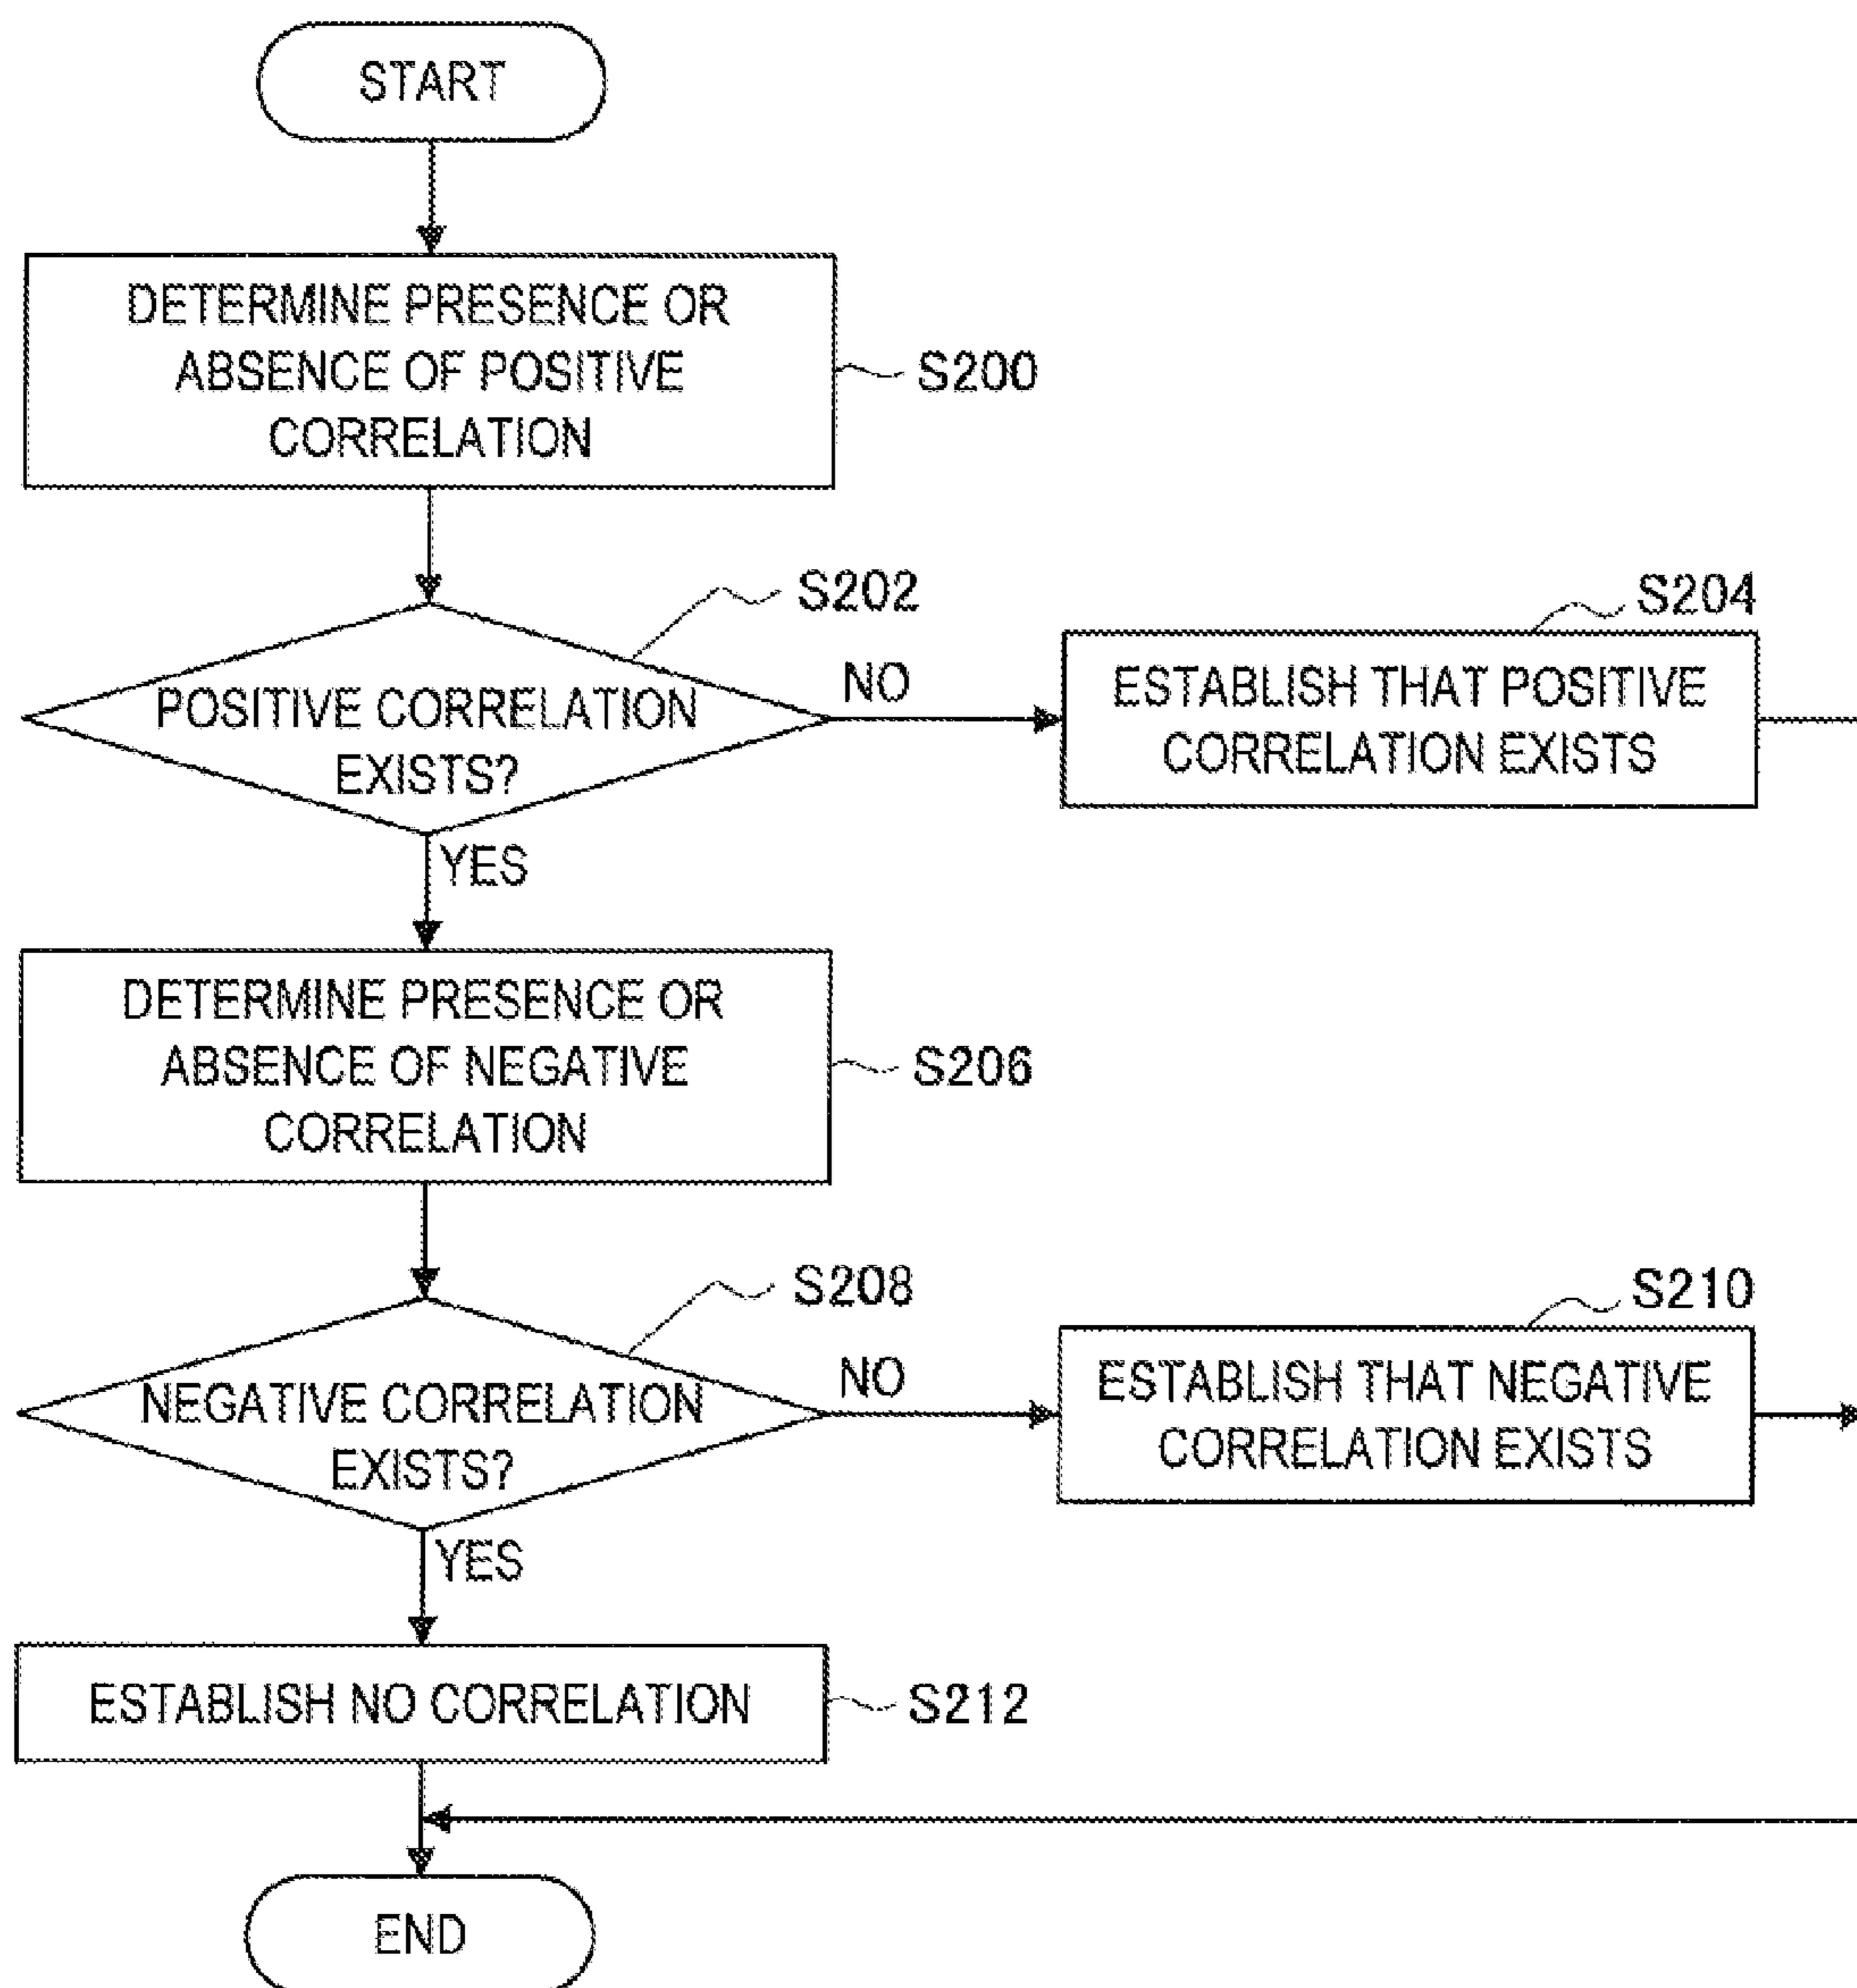 START
DETERMINE PRESENCE OR
ABSENCE OF POSITIVE
CORRELATION
S200
S202
POSITIVE CORRELATION
EXISTS?
NO
S204
ESTABLISH THAT POSITIVE
CORRELATION EXISTS
YES
DETERMINE PRESENCE OR
ABSENCE OF NEGATIVE
CORRELATION
S206
S208
NEGATIVE CORRELATION
EXISTS?
NO
S210
ESTABLISH THAT NEGATIVE
CORRELATION EXISTS
YES
ESTABLISH NO CORRELATION
S212
END